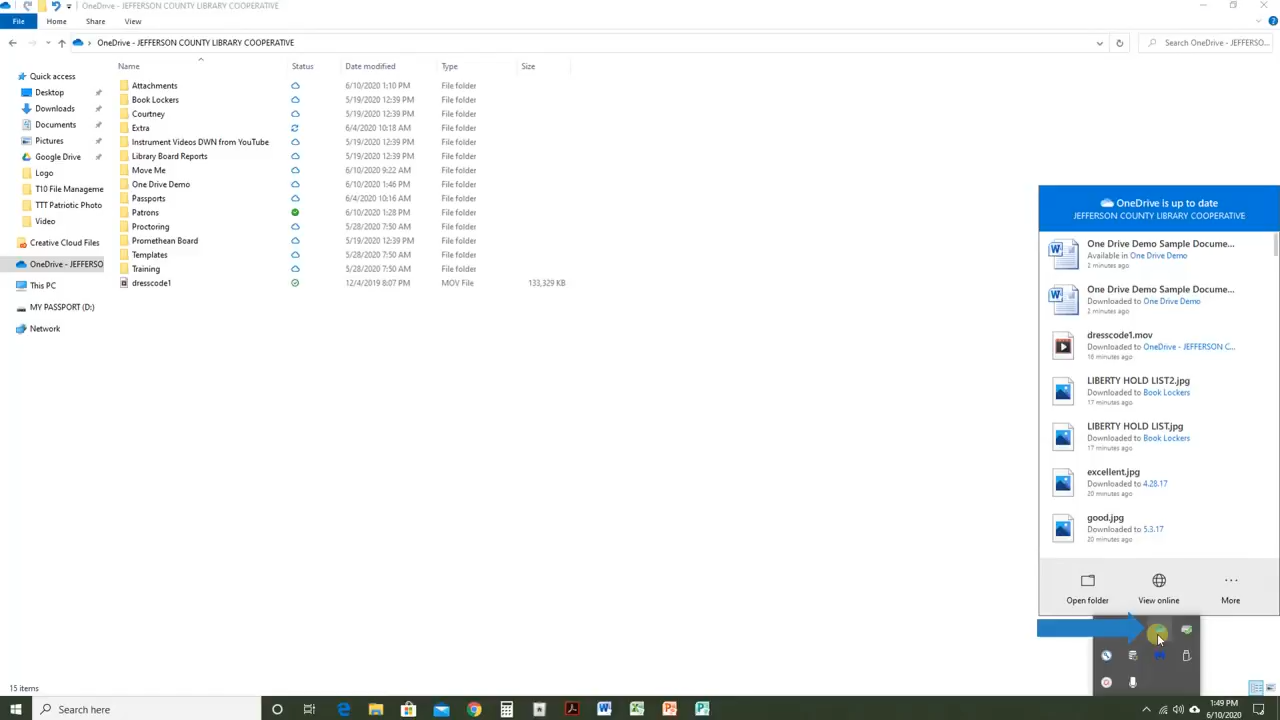 OneDrive - JEFFERSON COUNTY LIBRARY COOPERATIVE
File Home Share View
OneDrive - JEFFERSON COUNTY LIBRARY COOPERATIVE
Search OneDrive - JEFFERSO...
Name Status Date modified Type Size
Quick access
Desktop
Downloads
Documents
Pictures
Google Drive
Logo
T10 File Manageme
TTT Patriotic Photo
Video
Creative Cloud Files
OneDrive - JEFFERSO
This PC
MY PASSPORT (D:)
Network
Attachments 6/10/2020 1:10 PM File folder
Book Lockers 5/19/2020 12:39 PM File folder
Courtney 5/19/2020 12:39 PM File folder
Extra 6/4/2020 10:18 AM File folder
Instrument Videos DWN from YouTube 5/19/2020 12:39 PM File folder
Library Board Reports 5/19/2020 12:39 PM File folder
Move Me 6/10/2020 9:22 AM File folder
One Drive Demo 6/10/2020 1:46 PM File folder
Passports 6/4/2020 10:16 AM File folder
Patrons 6/10/2020 1:28 PM File folder
Proctoring 5/28/2020 7:50 AM File folder
Promethean Board 5/19/2020 12:39 PM File folder
Templates 5/28/2020 7:50 AM File folder
Training 5/28/2020 7:50 AM File folder
dresscode1 12/4/2019 8:07 PM MOV File 133,329 KB
OneDrive is up to date
JEFFERSON COUNTY LIBRARY COOPERATIVE
One Drive Demo Sample Docume...
Available in One Drive Demo
2 minutes ago
One Drive Demo Sample Docume...
Downloaded to One Drive Demo
2 minutes ago
dresscode1.mov
Downloaded to OneDrive - JEFFERSON C...
16 minutes ago
LIBERTY HOLD LIST2.jpg
Downloaded to Book Lockers
17 minutes ago
LIBERTY HOLD LIST.jpg
Downloaded to Book Lockers
17 minutes ago
excellent.jpg
Downloaded to 4.28.17
20 minutes ago
good.jpg
Downloaded to 5.3.17
20 minutes ago
Open folder View online More
15 items
Search here
1:49 PM
6/10/2020